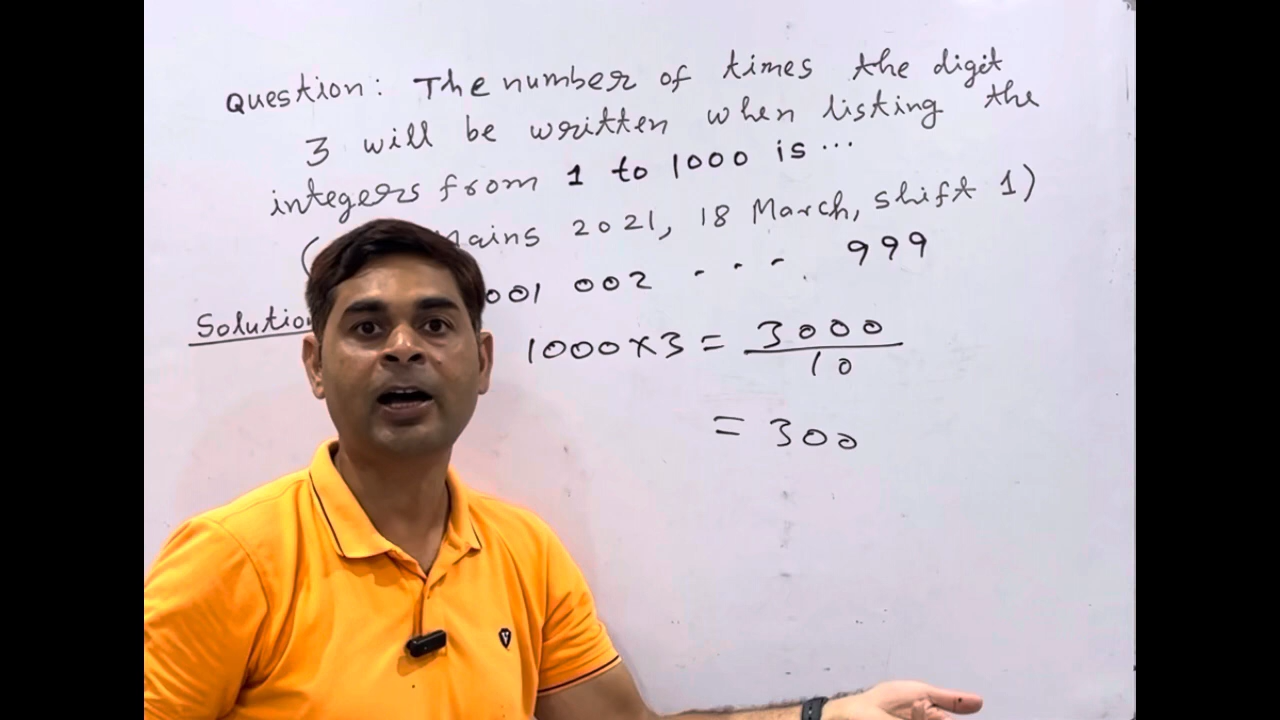 Question: The number of times the digit
3 will be written when listing the
integers from 1 to 1000 is ...
( Mains 2021, 18 March, shift 1)
001 002 - - - . 999
Solution
1000×3 = 3000
10
= 300